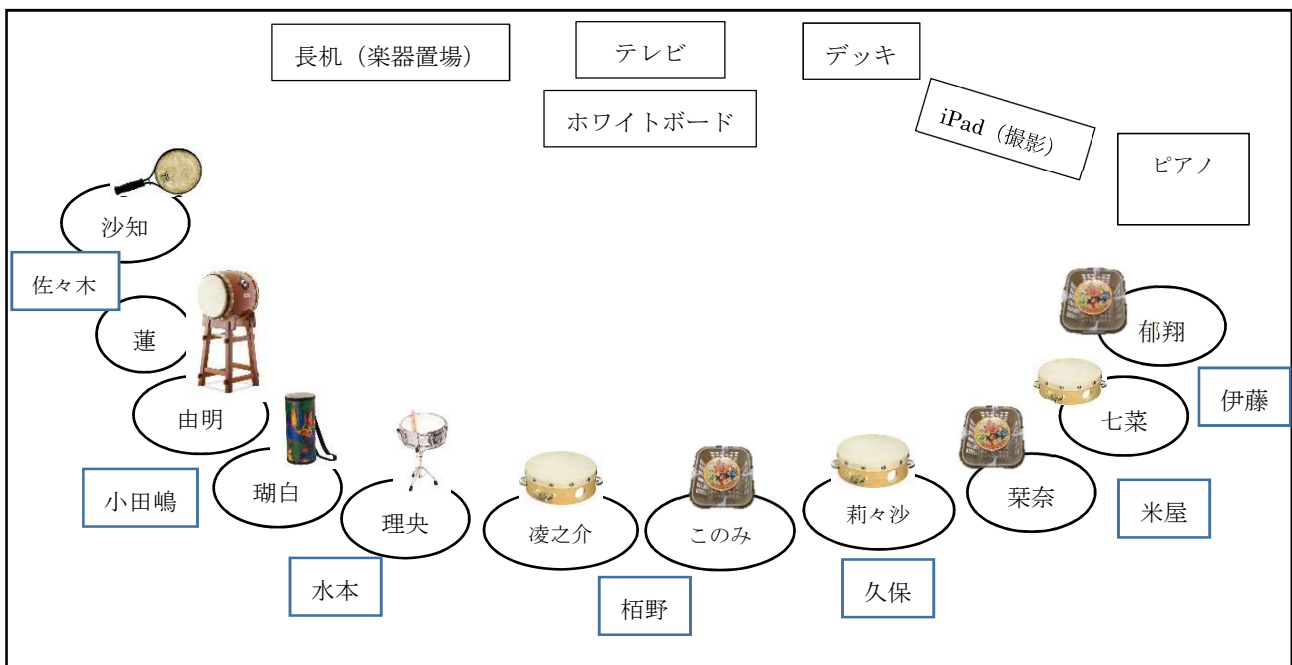 長机（楽器置場）
テレビ
デッキ
ホワイトボード
iPad（撮影）
ピアノ
沙知
佐々木
蓮
由明
小田嶋
瑚白
理央
水本
凌之介
栢野
このみ
莉々沙
久保
栞奈
米屋
七菜
伊藤
郁翔